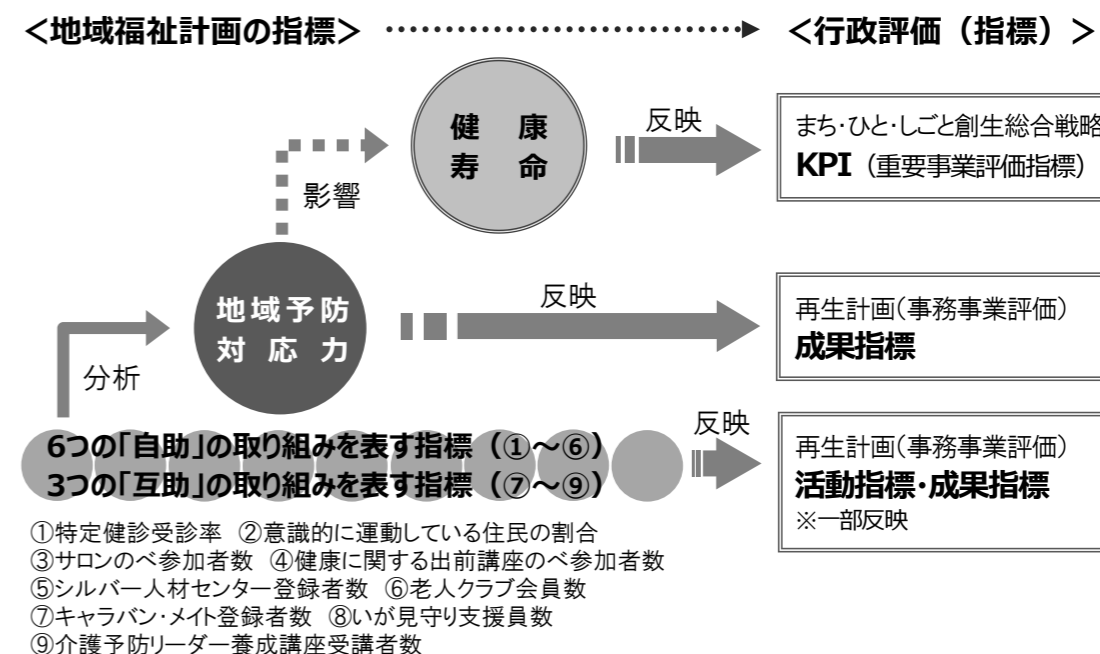 <地域福祉計画の指標>
<行政評価（指標）>
健　康
寿　命
反映
まち・ひと・しごと創生総合戦略
KPI（重要事業評価指標）
影響
地域予防
対　応　力
反映
再生計画（事務事業評価）
成果指標
分析
6つの「自助」の取り組みを表す指標（①～⑥）
3つの「互助」の取り組みを表す指標（⑦～⑨）
反映
再生計画（事務事業評価）
活動指標・成果指標
※一部反映
①特定健診受診率　②意識的に運動している住民の割合
③サロンのべ参加者数　④健康に関する出前講座のべ参加者数
⑤シルバー人材センター登録者数　⑥老人クラブ会員数
⑦キャラバン・メイト登録者数　⑧いが見守り支援員数
⑨介護予防リーダー養成講座受講者数